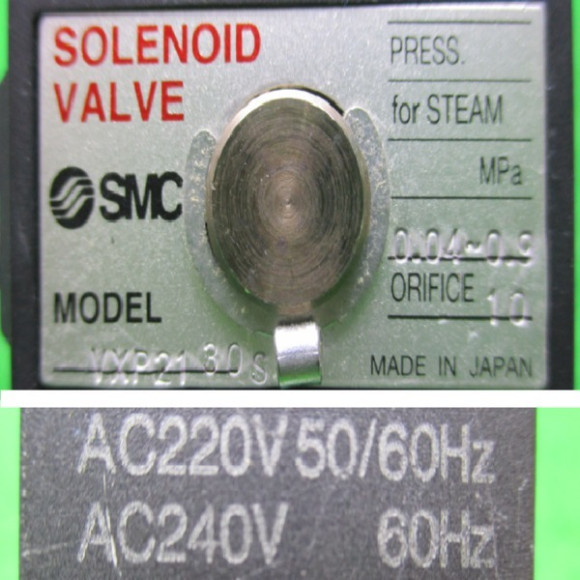 SOLENOID
VALVE
SMC
MODEL
VXP2130S
PRESS.
for STEAM
MPa
0.04~0.9
ORIFICE 10
MADE IN JAPAN
AC220V 50/60Hz
AC240V 60Hz